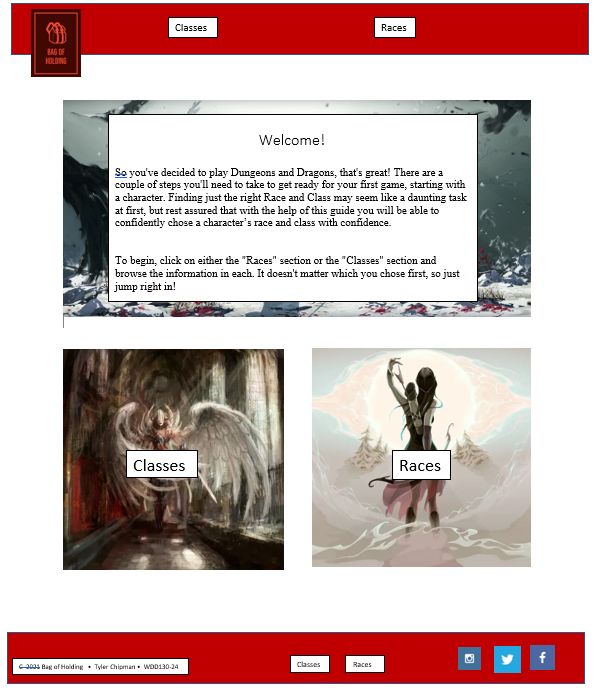 Classes
Races
BAG OF
HOLDING
Welcome!
So you've decided to play Dungeons and Dragons, that's great! There are a
couple of steps you'll need to take to get ready for your first game, starting with
a character. Finding just the right Race and Class may seem like a daunting task
at first, but rest assured that with the help of this guide you will be able to
confidently chose a character's race and class with confidence.
To begin, click on either the "Races" section or the "Classes" section and
browse the information in each. It doesn't matter which you chose first, so just
jump right in!
Classes
Races
C 2021 Bag of Holding • Tyler Chipman • WDD130-24
Classes
Races
f